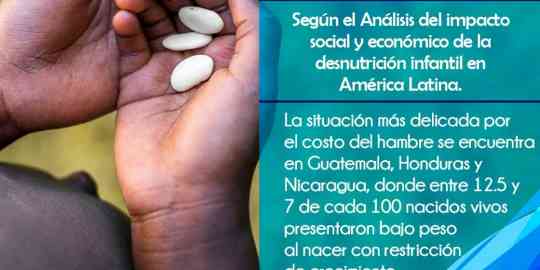 Según el Análisis del impacto
social y económico de la
desnutrición infantil en
América Latina.
La situación más delicada por
el costo del hambre se encuentra
en Guatemala, Honduras y
Nicaragua, donde entre 12.5 y
7 de cada 100 nacidos vivos
presentaron bajo peso
al nacer con restricción
de crecimiento